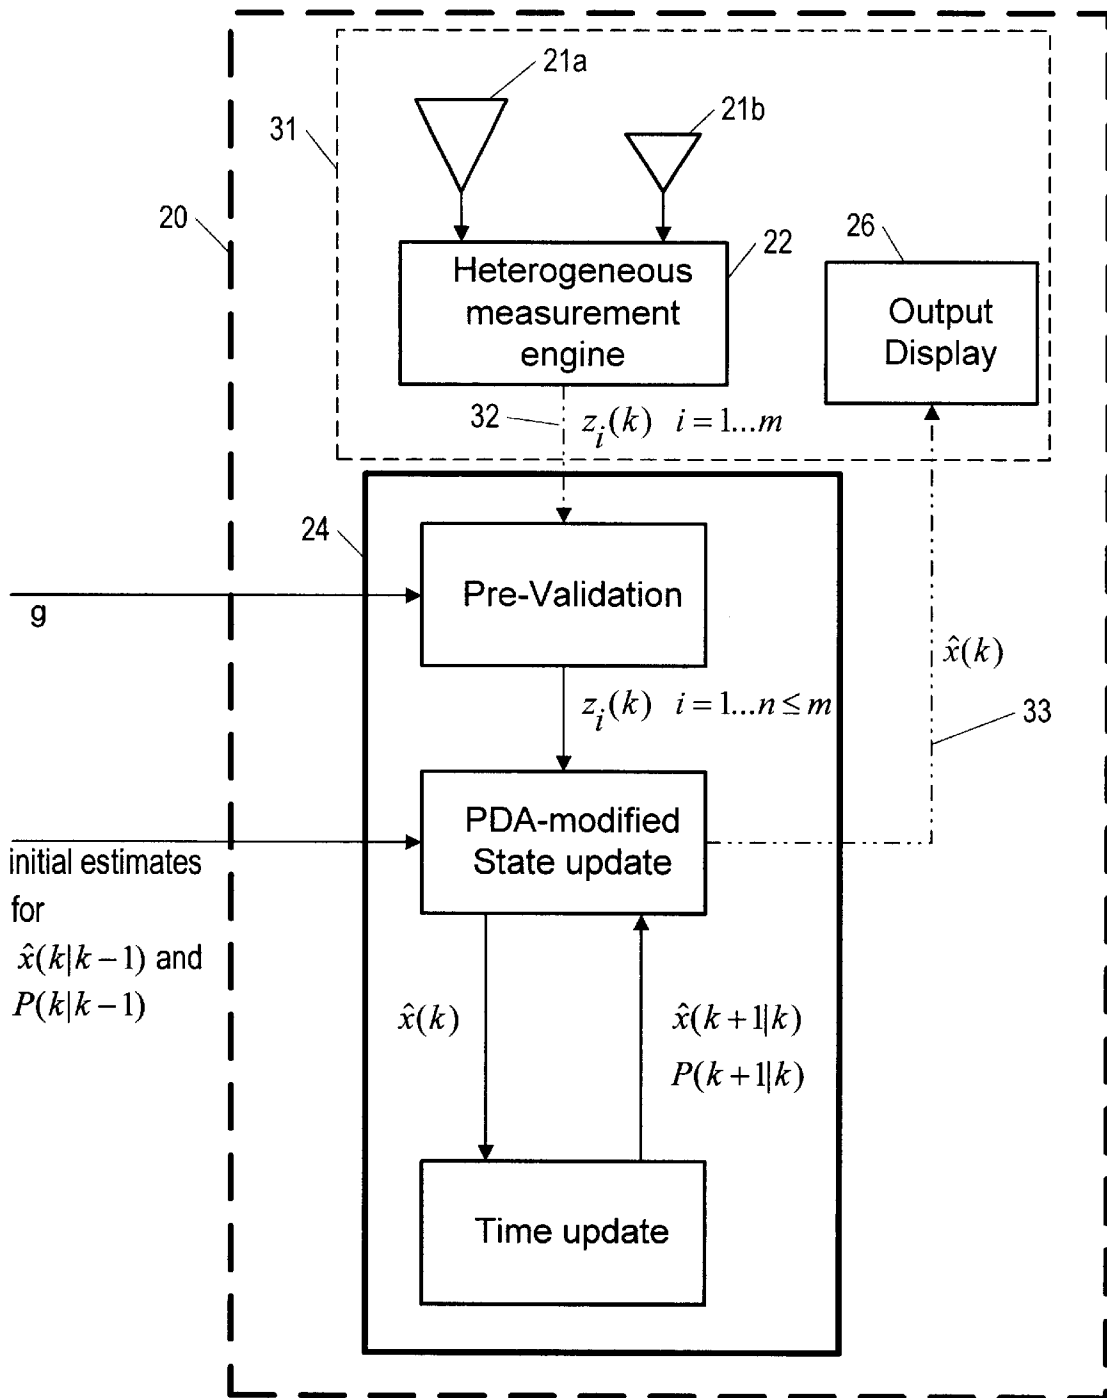 21a
21b
31
20
22
26
Heterogeneous
measurement
engine
Output
Display
32
z_i(k) i = 1...m
24
Pre-Validation
g
x̂(k)
z_i(k) i = 1...n ≤ m
33
PDA-modified
State update
initial estimates
for
x̂(k|k−1) and
P(k|k−1)
x̂(k)
x̂(k+1|k)
P(k+1|k)
Time update